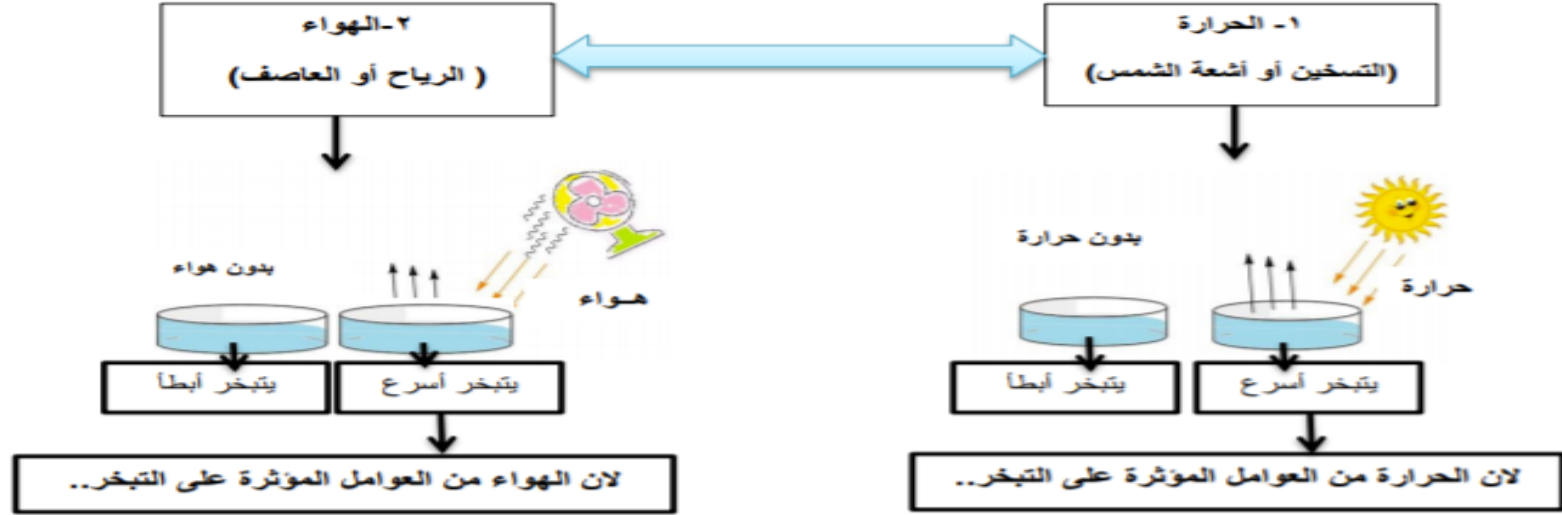 ١- الحرارة
(التسخين أو أشعة الشمس)
٢-الهواء
( الرياح أو العاصف)
بدون حرارة
حرارة
بدون هواء
هـواء
يتبخر أسرع
يتبخر أبطأ
يتبخر أسرع
يتبخر أبطأ
لان الحرارة من العوامل المؤثرة على التبخر..
لان الهواء من العوامل المؤثرة على التبخر..